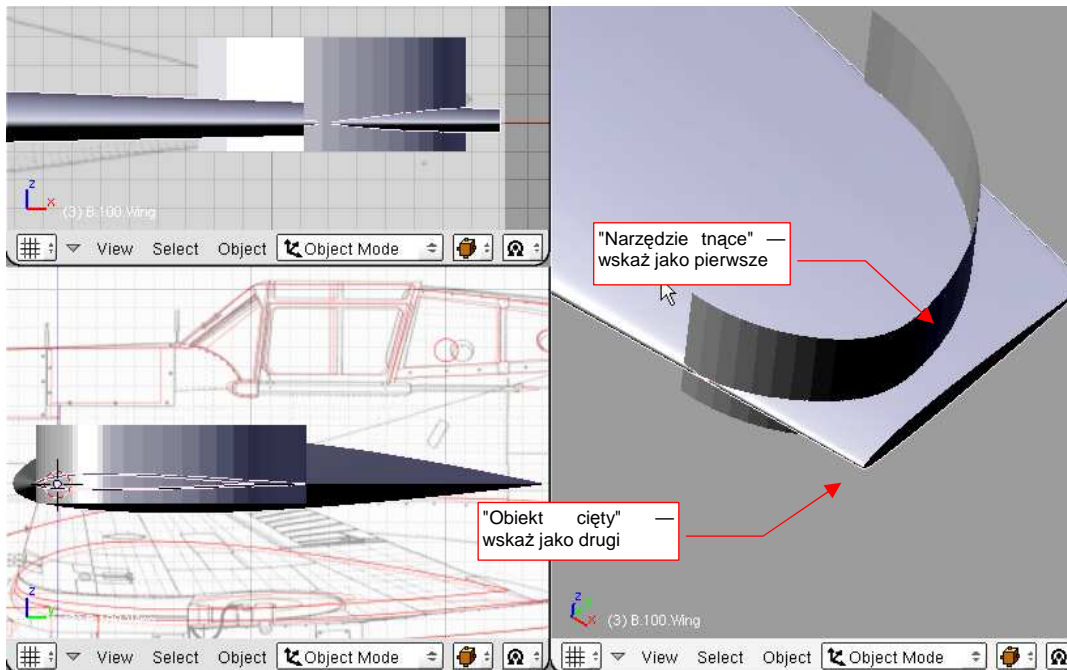 z
x
(3) B.100.Wing
View Select Object Object Mode
"Narzędzie tnące" —
wskaż jako pierwsze
"Obiekt cięty" —
wskaż jako drugi
z
y
z
y
x
(3) B.100.Wing
(3) B.100.Wing
View Select Object Object Mode
View Select Object Object Mode